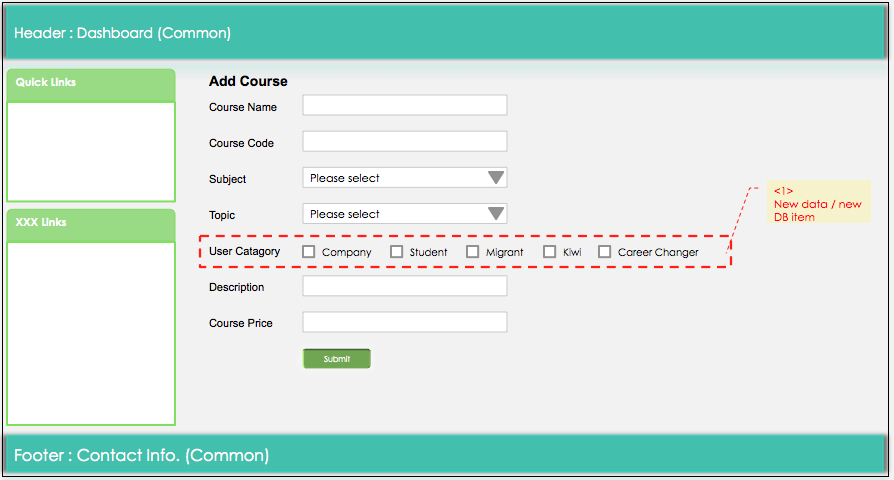 Header : Dashboard (Common)
Quick Links
XXX Links
Add Course
Course Name
Course Code
Subject
Please select
Topic
Please select
User Catagory
Company
Student
Migrant
Kiwi
Career Changer
Description
Course Price
Submit
<1>
New data / new
DB item
Footer : Contact Info. (Common)